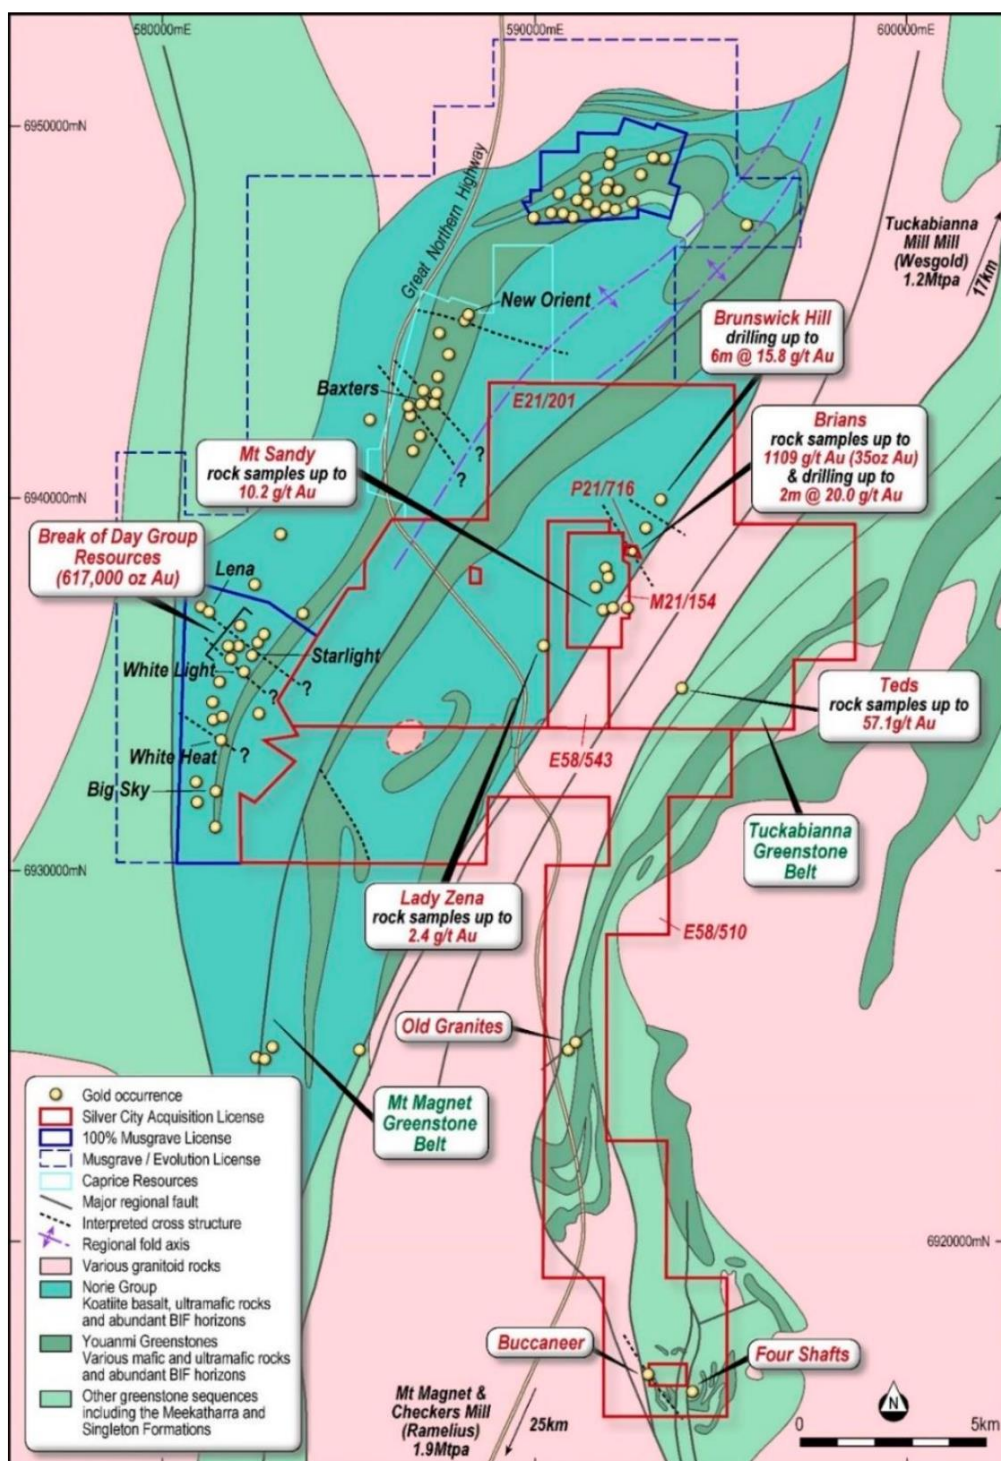 580000mE
590000mE
600000mE
6950000mN
Great Northern Highway
Tuckabianna
Mill Mill
(Wesgold)
1.2Mtpa
17km
New Orient
Brunswick Hill
drilling up to
6m @ 15.8 g/t Au
Baxters
E21/201
?
?
Mt Sandy
rock samples up to
10.2 g/t Au
Brians
rock samples up to
1109 g/t Au (35oz Au)
& drilling up to
2m @ 20.0 g/t Au
6940000mN
P21/716
Break of Day Group
Resources
(617,000 oz Au)
Lena
M21/154
Starlight
White Light
?
?
Teds
rock samples up to
57.1g/t Au
White Heat
?
E58/543
Big Sky
Tuckabianna
Greenstone
Belt
6930000mN
Lady Zena
rock samples up to
2.4 g/t Au
E58/510
Old Granites
Mt Magnet
Greenstone
Belt
Gold occurrence
Silver City Acquisition License
100% Musgrave License
Musgrave / Evolution License
Caprice Resources
Major regional fault
Interpreted cross structure
Regional fold axis
Various granitoid rocks
Norie Group
Koatiite basalt, ultramafic rocks
and abundant BIF horizons
Youanmi Greenstones
Various mafic and ultramafic rocks
and abundant BIF horizons
Other greenstone sequences
including the Meekatharra and
Singleton Formations
6920000mN
Buccaneer
Four Shafts
Mt Magnet &
Checkers Mill
(Ramelius)
1.9Mtpa
25km
N
0
5km